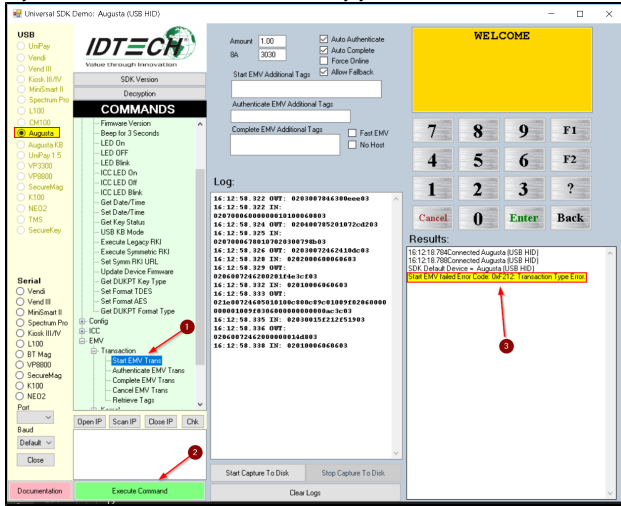 Universal SDK Demo: Augusta (USB HID)
USB
UniPay
Vendi
Vend III
Kiosk III/IV
MiniSmart II
Spectrum Pro
L100
CM100
Augusta
Augusta KB
UniPay 1.5
VP3300
VP8800
SecureMag
K100
NEO2
TMS
SecureKey
Serial
Vendi
Vend III
MiniSmart II
Spectrum Pro
Kiosk III/IV
L100
BT Mag
VP8800
SecureMag
K100
NEO2
Port
Baud
Default
Close
Documentation
IDTECH
Value through Innovation
SDK Version
Decryption
COMMANDS
Firmware Version
Beep for 3 Seconds
LED On
LED OFF
LED Blink
ICC LED On
ICC LED Off
ICC LED Blink
Get Date/Time
Set Date/Time
Get Key Status
USB KB Mode
Execute Legacy RKI
Execute Symmetric RKI
Set Symm RKI URL
Update Device Firmware
Get DUKPT Key Type
Set Format TDES
Set Format AES
Get DUKPT Format Type
Config
ICC
EMV
Transaction
Start EMV Trans
Authenticate EMV Trans
Complete EMV Trans
Cancel EMV Trans
Retrieve Tags
1
Open IP
Scan IP
Close IP
Chk
2
Execute Command
Amount 1.00
8A 3030
Auto Authenticate
Auto Complete
Force Online
Allow Fallback
Start EMV Additional Tags
Authenticate EMV Additional Tags
Complete EMV Additional Tags
Fast EMV
No Host
Log:
16:12:58.322 OUT: 0203007846300eee03
16:12:58.322 IN:
02070006000000010100060803
16:12:58.324 OUT: 020400785201072cd203
16:12:58.325 IN:
0207000678010702030079 8b03
16:12:58.326 OUT: 02030072462410dc03
16:12:58.328 IN: 0202000600060603
16:12:58.329 OUT:
0206007246200201f4e3cf03
16:12:58.332 IN: 02010006060603
16:12:58.333 OUT:
16:12:58.335 IN: 02030015F212E51903
16:12:58.336 OUT:
02060072462000000014d803
16:12:58.338 IN: 02010006060603
Start Capture To Disk
Stop Capture To Disk
Clear Logs
WELCOME
7 8 9 F1
4 5 6 F2
1 2 3 ?
Cancel 0 Enter Back
Results:
16:12:18.784Connected Augusta (USB HID)
16:12:18.788Connected Augusta (USB HID)
SDK Default Device = Augusta (USB HID)
Start EMV failed Error Code: 0xF212: Transaction Type Error.
3